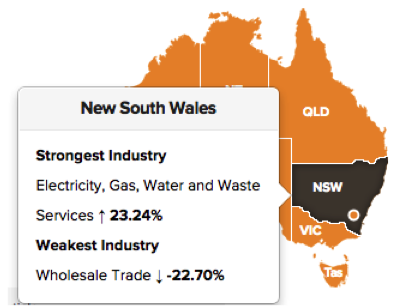 New South Wales
QLD
Strongest Industry
Electricity, Gas, Water and Waste
Services ↑ 23.24%
NSW
Weakest Industry
VIC
Wholesale Trade ↓ -22.70%
Tas